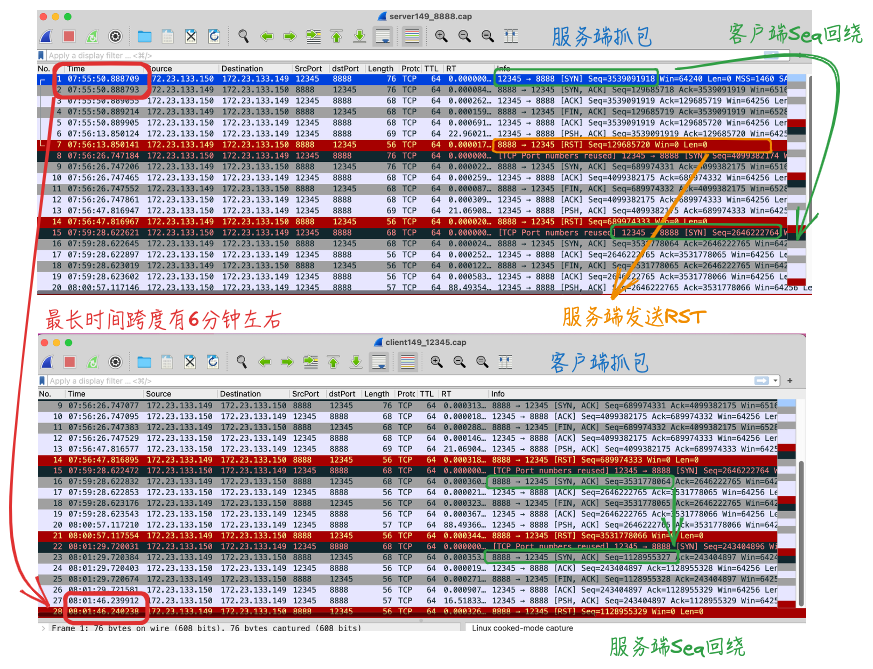 server149_8888.cap
服务端抓包
客户端Seq回绕
Apply a display filter ... <⌘/>
No. Time Source Destination SrcPort dstPort Length Protc TTL RT Info
1 07:55:50.888709 172.23.133.150 172.23.133.149 12345 8888 76 TCP 64 0.000000… 12345 → 8888 [SYN] Seq=3539091918 Win=64240 Len=0 MSS=1460 SA
2 07:55:50.888793 172.23.133.149 172.23.133.150 8888 12345 76 TCP 64 0.000084… 8888 → 12345 [SYN, ACK] Seq=129685718 Ack=3539091919 Win=6516
3 07:55:50.889055 172.23.133.150 172.23.133.149 12345 8888 68 TCP 64 0.000262… 12345 → 8888 [ACK] Seq=3539091919 Ack=129685719 Win=64256 Len
4 07:55:50.889214 172.23.133.149 172.23.133.150 8888 12345 68 TCP 64 0.000159… 8888 → 12345 [FIN, ACK] Seq=129685719 Ack=3539091919 Win=6528
5 07:55:50.889905 172.23.133.150 172.23.133.149 12345 8888 68 TCP 64 0.000691… 12345 → 8888 [ACK] Seq=3539091919 Ack=129685720 Win=64256 Len
6 07:56:13.850124 172.23.133.150 172.23.133.149 12345 8888 69 TCP 64 22.96021… 12345 → 8888 [PSH, ACK] Seq=3539091919 Ack=129685720 Win=6425
7 07:56:13.850141 172.23.133.149 172.23.133.150 8888 12345 56 TCP 64 0.000017… 8888 → 12345 [RST] Seq=129685720 Win=0 Len=0
8 07:56:26.747184 172.23.133.150 172.23.133.149 12345 8888 76 TCP 64 0.000000… [TCP Port numbers reused] 12345 → 8888 [SYN] Seq=4099382174 W
9 07:56:26.747206 172.23.133.149 172.23.133.150 8888 12345 76 TCP 64 0.000022… 8888 → 12345 [SYN, ACK] Seq=689974331 Ack=4099382175 Win=6516
10 07:56:26.747465 172.23.133.150 172.23.133.149 12345 8888 68 TCP 64 0.000259… 12345 → 8888 [ACK] Seq=4099382175 Ack=689974332 Win=64256 Len
11 07:56:26.747552 172.23.133.149 172.23.133.150 8888 12345 68 TCP 64 0.000087… 8888 → 12345 [FIN, ACK] Seq=689974332 Ack=4099382175 Win=6528
12 07:56:26.747861 172.23.133.150 172.23.133.149 12345 8888 68 TCP 64 0.000309… 12345 → 8888 [ACK] Seq=4099382175 Ack=689974333 Win=64256 Len
13 07:56:47.816947 172.23.133.150 172.23.133.149 12345 8888 69 TCP 64 21.06908… 12345 → 8888 [PSH, ACK] Seq=4099382175 Ack=689974333 Win=6425
14 07:56:47.816967 172.23.133.149 172.23.133.150 8888 12345 56 TCP 64 0.000020… 8888 → 12345 [RST] Seq=689974333 Win=0 Len=0
15 07:59:28.622621 172.23.133.150 172.23.133.149 12345 8888 76 TCP 64 0.000000… [TCP Port numbers reused] 12345 → 8888 [SYN] Seq=2646222764 W
16 07:59:28.622645 172.23.133.149 172.23.133.150 8888 12345 76 TCP 64 0.000024… 8888 → 12345 [SYN, ACK] Seq=3531778064 Ack=2646222765 Win=651
17 07:59:28.622897 172.23.133.150 172.23.133.149 12345 8888 68 TCP 64 0.000252… 12345 → 8888 [ACK] Seq=2646222765 Ack=3531778065 Win=64256 Le
18 07:59:28.623019 172.23.133.149 172.23.133.150 8888 12345 68 TCP 64 0.000122… 8888 → 12345 [FIN, ACK] Seq=3531778065 Ack=2646222765 Win=652
19 07:59:28.623602 172.23.133.150 172.23.133.149 12345 8888 68 TCP 64 0.000583… 12345 → 8888 [ACK] Seq=2646222765 Ack=3531778066 Win=64256 Le
20 08:00:57.117146 172.23.133.150 172.23.133.149 12345 8888 57 TCP 64 88.49354… 12345 → 8888 [PSH, ACK] Seq=2646222765 Ack=3531778066 Win=64256 Le
最长时间跨度有6分钟左右
服务端发送RST
client149_12345.cap
客户端抓包
Apply a display filter ... <⌘/>
No. Time Source Destination SrcPort dstPort Length Protc TTL RT Info
9 07:56:26.747077 172.23.133.149 172.23.133.150 8888 12345 76 TCP 64 0.000313… 8888 → 12345 [SYN, ACK] Seq=689974331 Ack=4099382175 Win=6516
10 07:56:26.747095 172.23.133.150 172.23.133.149 12345 8888 68 TCP 64 0.000018… 12345 → 8888 [ACK] Seq=4099382175 Ack=689974332 Win=64256 Len
11 07:56:26.747383 172.23.133.149 172.23.133.150 8888 12345 68 TCP 64 0.000288… 8888 → 12345 [FIN, ACK] Seq=689974332 Ack=4099382175 Win=6528
12 07:56:26.747529 172.23.133.150 172.23.133.149 12345 8888 68 TCP 64 0.000146… 12345 → 8888 [ACK] Seq=4099382175 Ack=689974333 Win=64256 Len
13 07:56:47.816577 172.23.133.150 172.23.133.149 12345 8888 69 TCP 64 21.06904… 12345 → 8888 [PSH, ACK] Seq=4099382175 Ack=689974333 Win=6425
14 07:56:47.816895 172.23.133.149 172.23.133.150 8888 12345 56 TCP 64 0.000318… 8888 → 12345 [RST] Seq=689974333 Win=0 Len=0
15 07:59:28.622472 172.23.133.150 172.23.133.149 12345 8888 76 TCP 64 0.000000… [TCP Port numbers reused] 12345 → 8888 [SYN] Seq=2646222764 W
16 07:59:28.622832 172.23.133.149 172.23.133.150 8888 12345 76 TCP 64 0.000360… 8888 → 12345 [SYN, ACK] Seq=3531778064 Ack=2646222765 Win=651
17 07:59:28.622853 172.23.133.150 172.23.133.149 12345 8888 68 TCP 64 0.000021… 12345 → 8888 [ACK] Seq=2646222765 Ack=3531778065 Win=64256 Le
18 07:59:28.623176 172.23.133.149 172.23.133.150 8888 12345 68 TCP 64 0.000323… 8888 → 12345 [FIN, ACK] Seq=3531778065 Ack=2646222765 Win=652
19 07:59:28.623543 172.23.133.150 172.23.133.149 12345 8888 68 TCP 64 0.000367… 12345 → 8888 [ACK] Seq=2646222765 Ack=3531778066 Win=64256 Le
20 08:00:57.117210 172.23.133.150 172.23.133.149 12345 8888 57 TCP 64 88.49366… 12345 → 8888 [PSH, ACK] Seq=2646222765 Ack=3531778066 Win=642
21 08:00:57.117554 172.23.133.149 172.23.133.150 8888 12345 56 TCP 64 0.000344… 8888 → 12345 [RST] Seq=3531778066 Win=0 Len=0
22 08:01:29.720031 172.23.133.150 172.23.133.149 12345 8888 76 TCP 64 0.000000… [TCP Port numbers reused] 12345 → 8888 [SYN] Seq=243404896 Wi
23 08:01:29.720384 172.23.133.149 172.23.133.150 8888 12345 76 TCP 64 0.000353… 8888 → 12345 [SYN, ACK] Seq=1128955327 Ack=243404897 Win=6424
24 08:01:29.720403 172.23.133.150 172.23.133.149 12345 8888 68 TCP 64 0.000019… 12345 → 8888 [ACK] Seq=243404897 Ack=1128955328 Win=64256 Len
25 08:01:29.720674 172.23.133.149 172.23.133.150 8888 12345 68 TCP 64 0.000271… 8888 → 12345 [FIN, ACK] Seq=1128955328 Ack=243404897 Win=6425
26 08:01:29.721581 172.23.133.150 172.23.133.149 12345 8888 68 TCP 64 0.000907… 12345 → 8888 [ACK] Seq=243404897 Ack=1128955329 Win=64256 Len
27 08:01:46.239912 172.23.133.150 172.23.133.149 12345 8888 57 TCP 64 16.51833… 12345 → 8888 [PSH, ACK] Seq=243404897 Ack=1128955329 Win=6425
28 08:01:46.240238 172.23.133.149 172.23.133.150 8888 12345 56 TCP 64 0.000326… 8888 → 12345 [RST] Seq=1128955329 Win=0 Len=0
Frame 1: 76 bytes on wire (608 bits), 76 bytes captured (608 bits) Linux cooked-mode capture
服务端Seq回绕